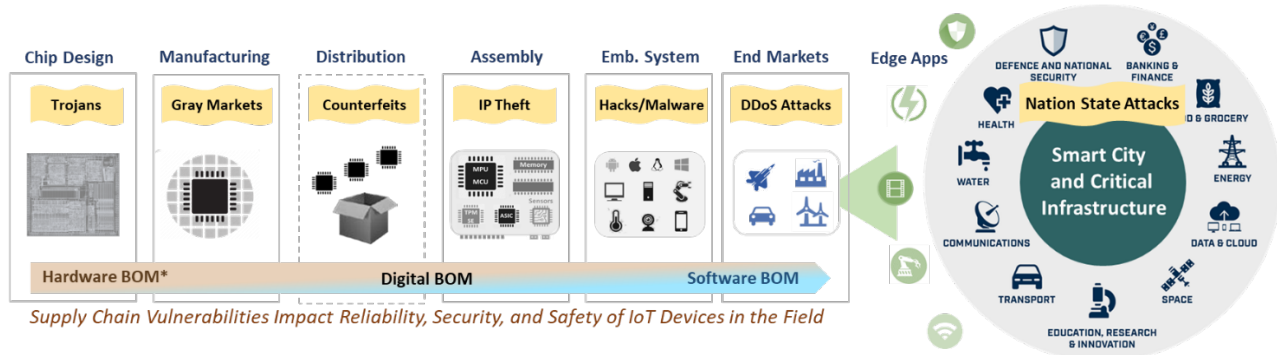 Chip Design
Manufacturing
Distribution
Assembly
Emb. System
End Markets
Edge Apps
Trojans
Gray Markets
Counterfeits
IP Theft
Hacks/Malware
DDoS Attacks
Nation State Attacks
MPU
MCU
Memory
Sensors
TPM
SE
ASIC
Hardware BOM*
Digital BOM
Software BOM
Supply Chain Vulnerabilities Impact Reliability, Security, and Safety of IoT Devices in the Field
DEFENCE AND NATIONAL
SECURITY
BANKING &
FINANCE
HEALTH
D & GROCERY
WATER
ENERGY
Smart City
and Critical
Infrastructure
COMMUNICATIONS
DATA & CLOUD
TRANSPORT
SPACE
EDUCATION, RESEARCH
& INNOVATION